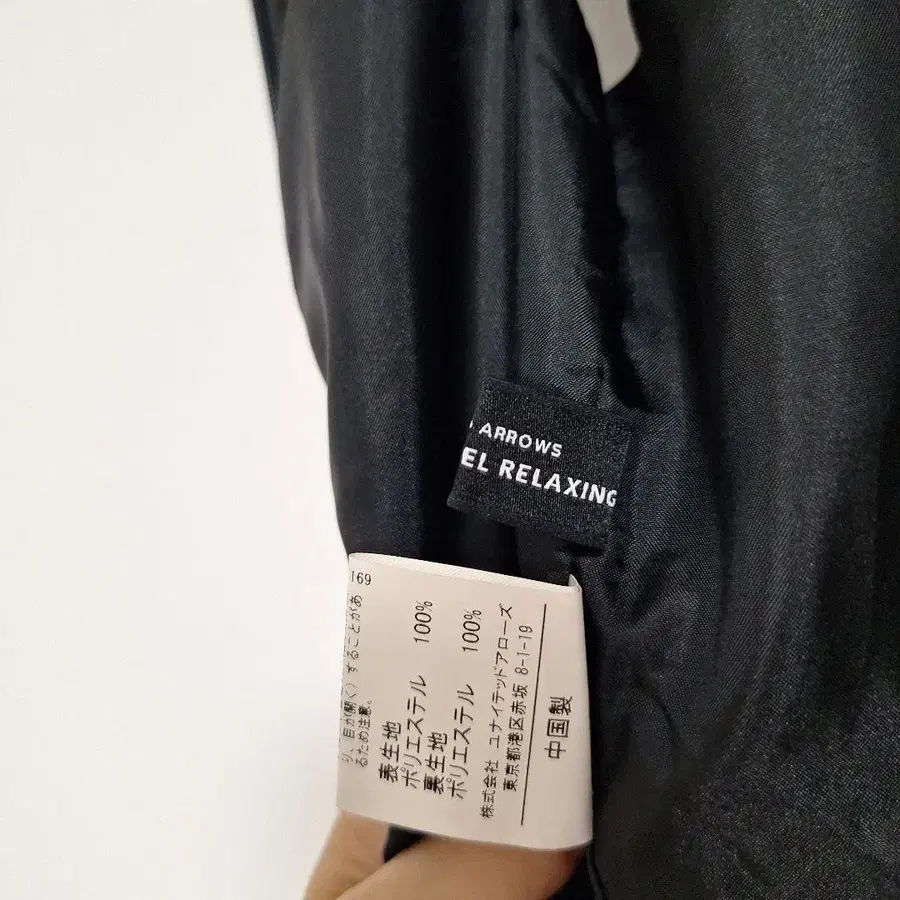 ARROWS
EL RELAXING
169
り、目が(開く)することがあ
るため注意。
表生地
ポリエステル 100%
裏生地
ポリエステル 100%
株式会社 ユナイテッドアローズ
東京都港区赤坂 8-1-19
中国製